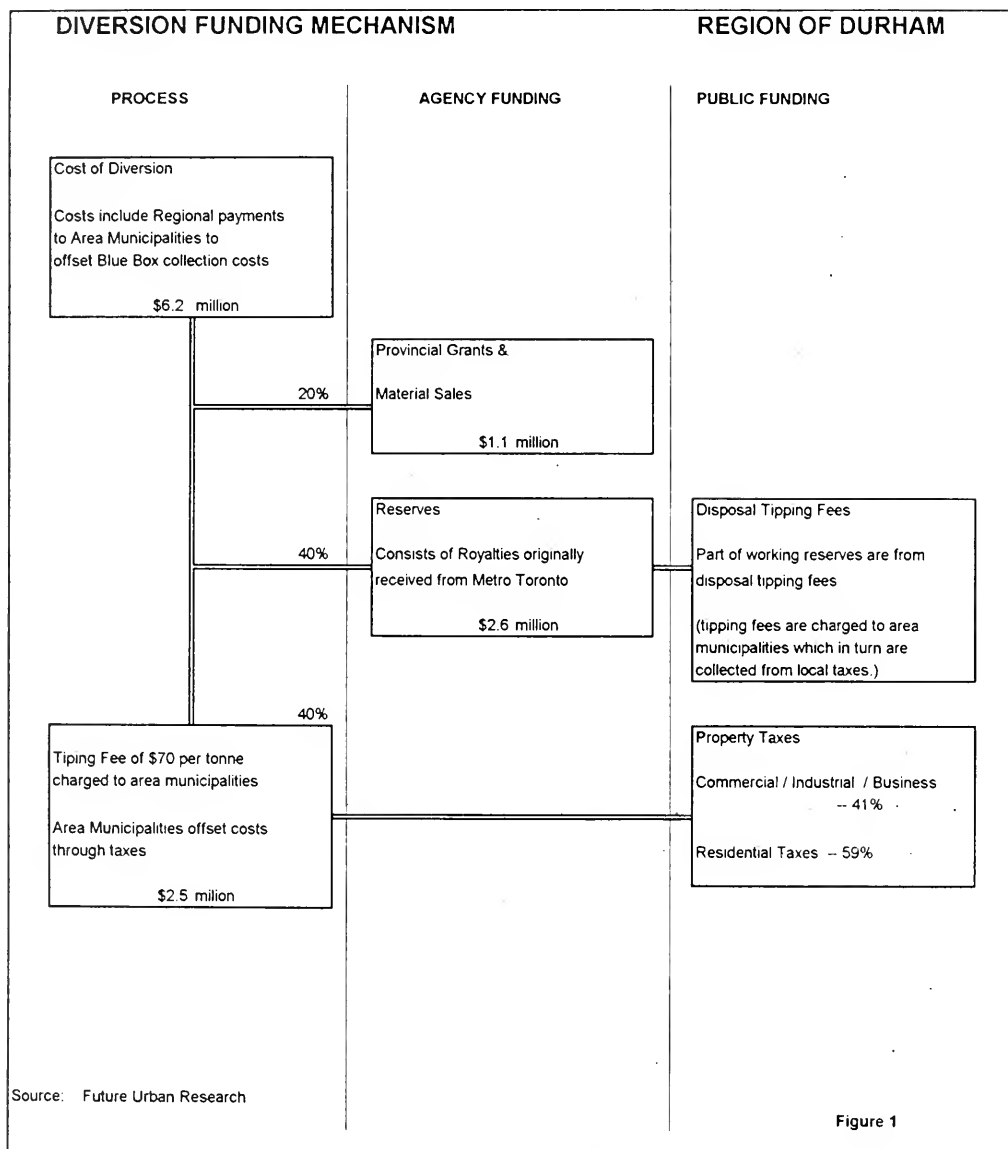 DIVERSION FUNDING MECHANISM
REGION OF DURHAM
PROCESS
AGENCY FUNDING
PUBLIC FUNDING
Cost of Diversion
Costs include Regional payments
to Area Municipalities to
offset Blue Box collection costs
$6.2 million
20%
Provincial Grants &
Material Sales
$1.1 million
40%
Reserves
Consists of Royalties originally
received from Metro Toronto
$2.6 million
Disposal Tipping Fees
Part of working reserves are from
disposal tipping fees
(tipping fees are charged to area
municipalities which in turn are
collected from local taxes.)
40%
Tiping Fee of $70 per tonne
charged to area municipalities
Area Municipalities offset costs
through taxes
$2.5 milion
Property Taxes
Commercial / Industrial / Business
-- 41%
Residential Taxes -- 59%
Source: Future Urban Research
Figure 1